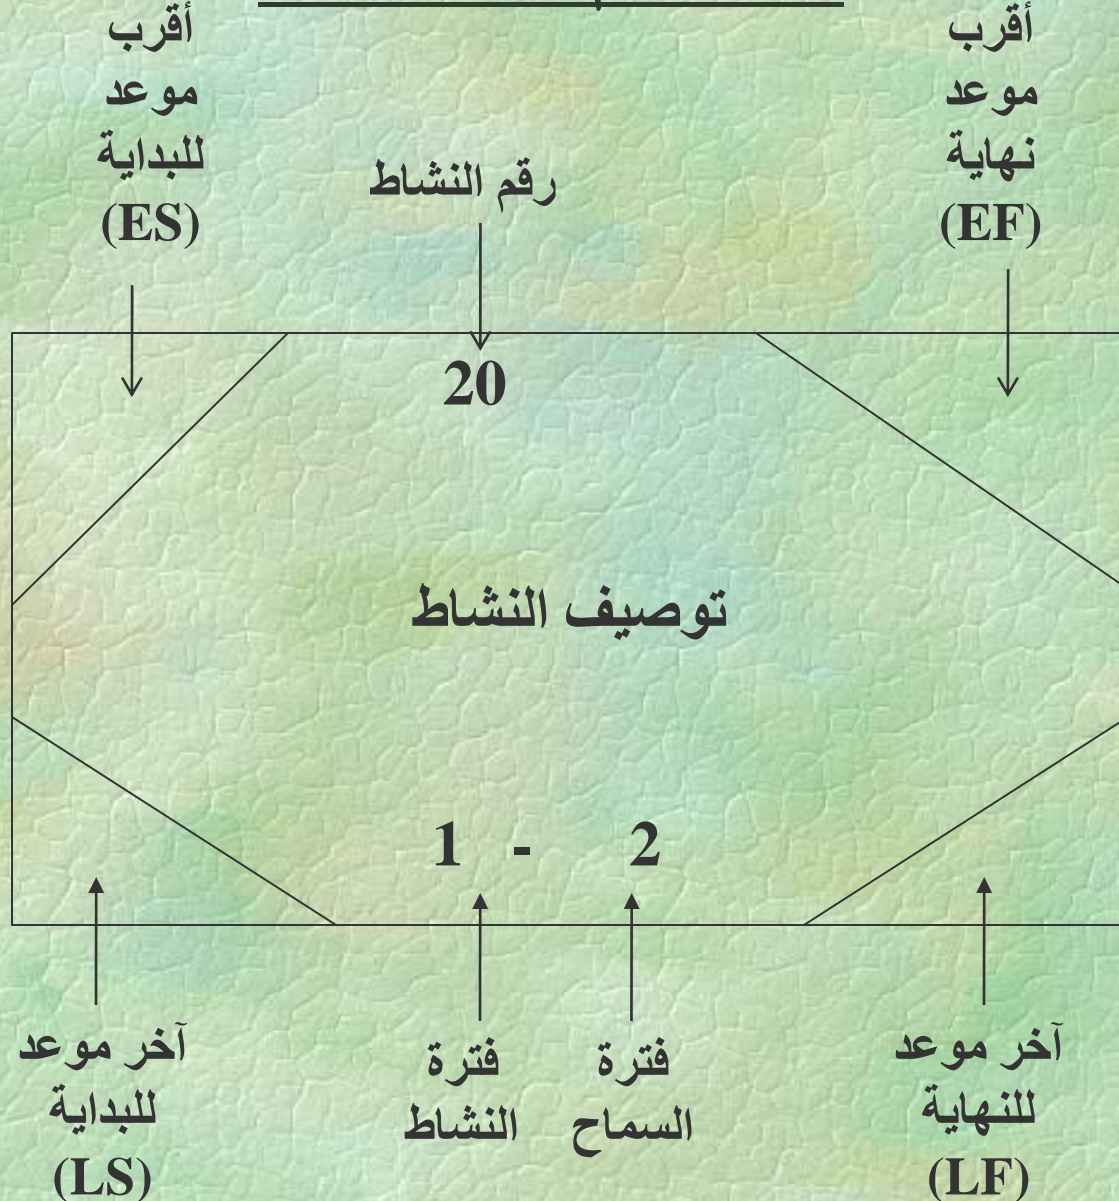 أقرب
موعد
نهاية
(EF)
رقم النشاط
أقرب
موعد
للبداية
(ES)
20
توصيف النشاط
1 - 2
آخر موعد
للنهاية
(LF)
فترة
السماح
فترة
النشاط
آخر موعد
للبداية
(LS)